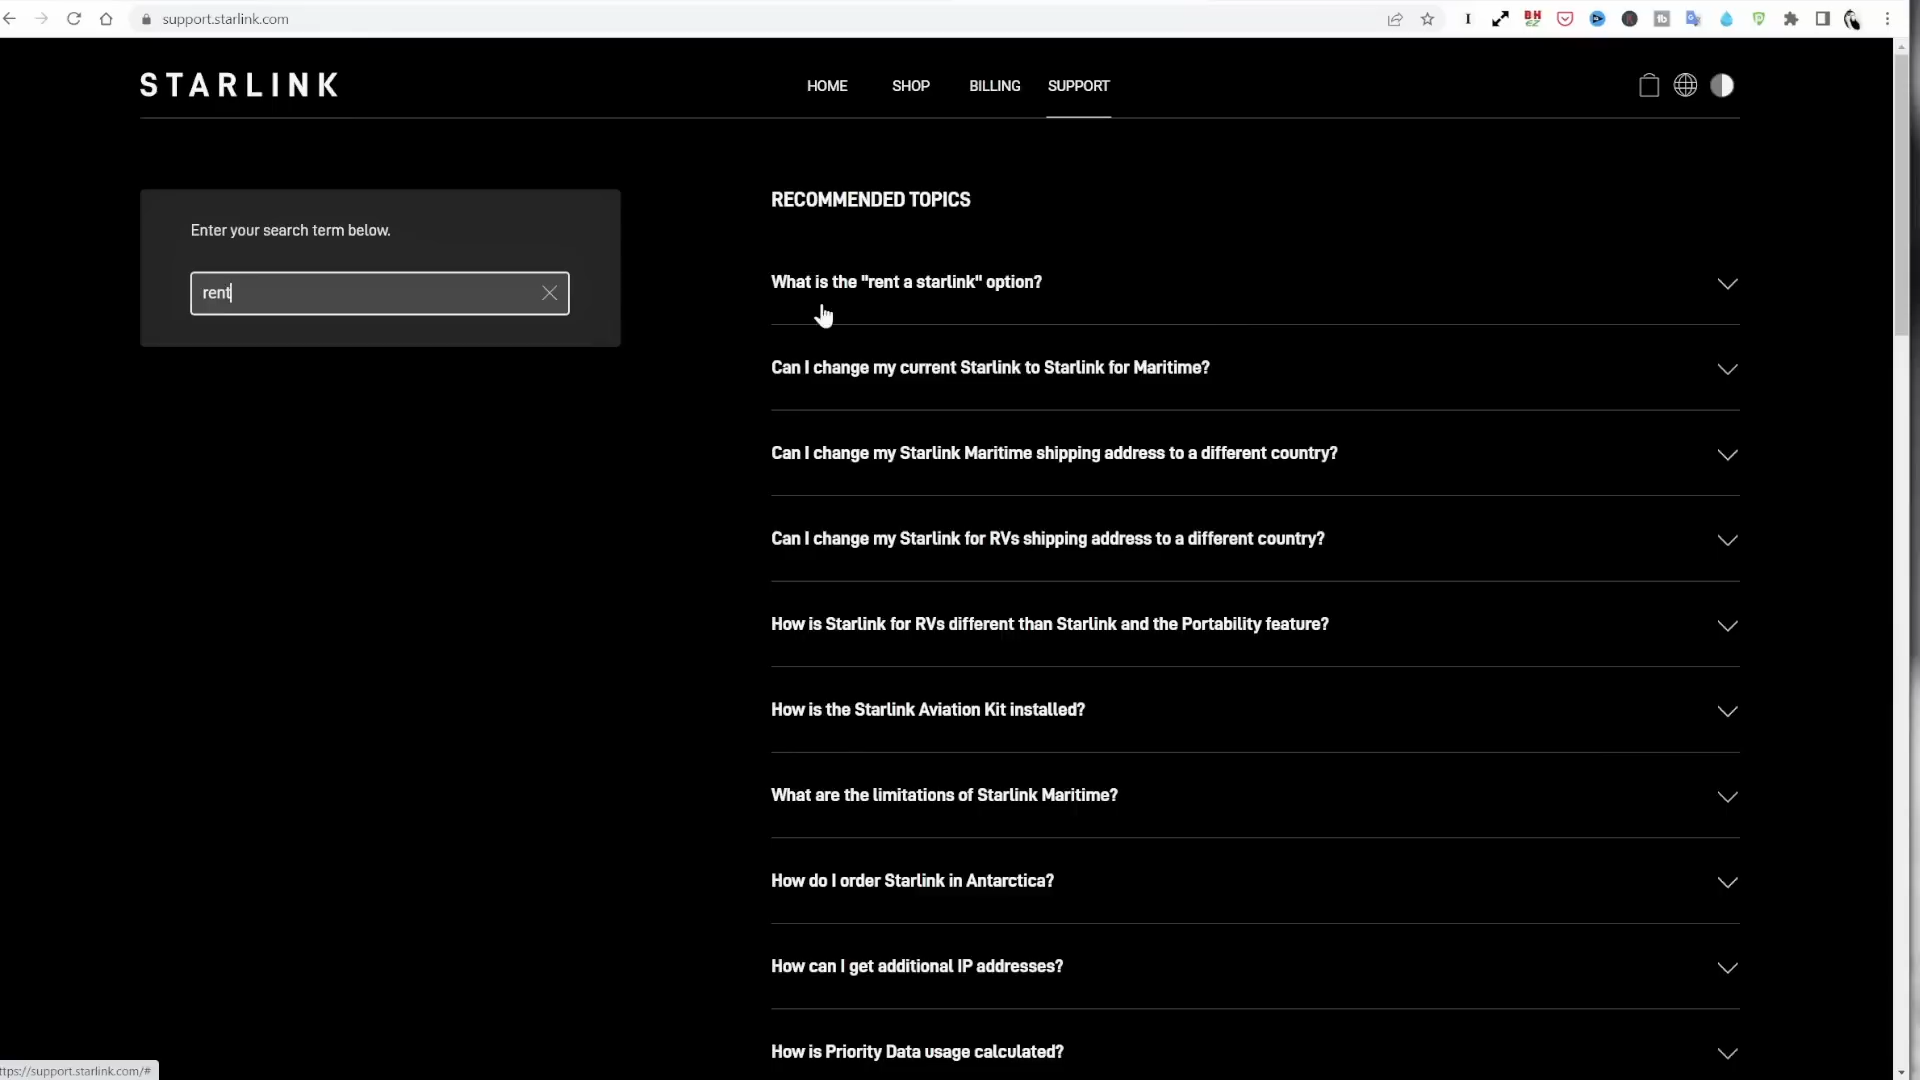 support.starlink.com
STARLINK
HOME
SHOP
BILLING
SUPPORT
Enter your search term below.
rent
RECOMMENDED TOPICS
What is the "rent a starlink" option?
Can I change my current Starlink to Starlink for Maritime?
Can I change my Starlink Maritime shipping address to a different country?
Can I change my Starlink for RVs shipping address to a different country?
How is Starlink for RVs different than Starlink and the Portability feature?
How is the Starlink Aviation Kit installed?
What are the limitations of Starlink Maritime?
How do I order Starlink in Antarctica?
How can I get additional IP addresses?
How is Priority Data usage calculated?
ttps://support.starlink.com/#